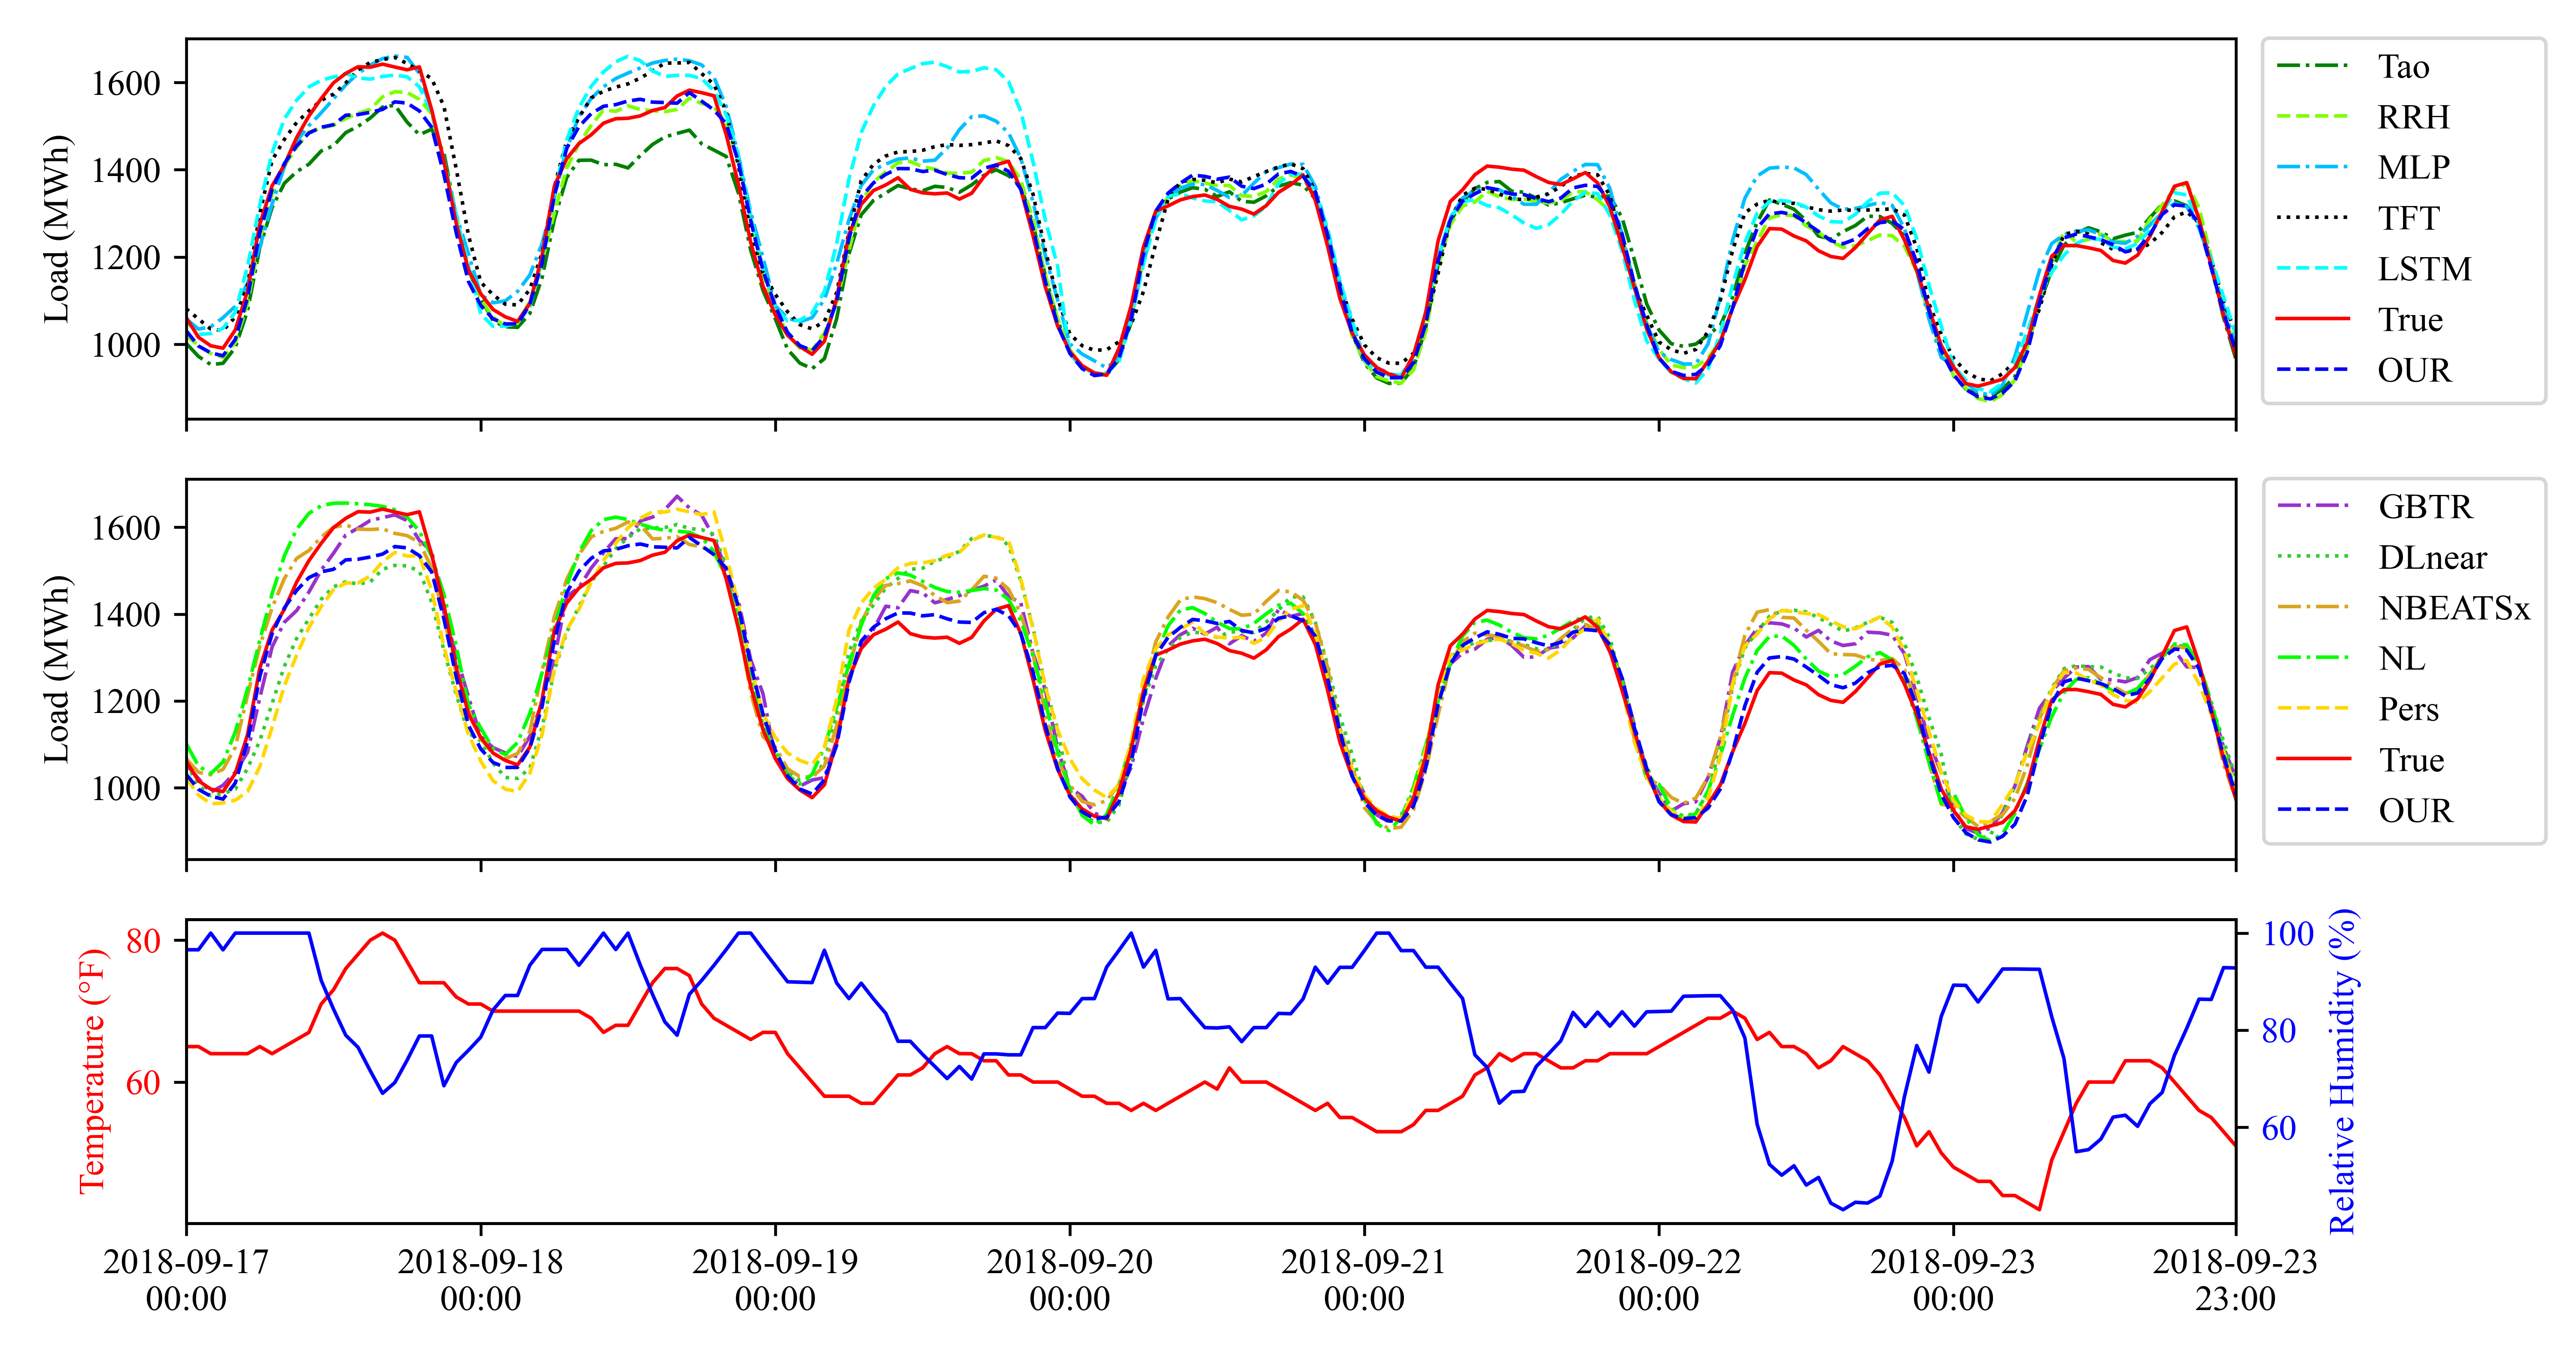 Load (MWh)
1600
1400
1200
1000
Tao
RRH
MLP
TFT
LSTM
True
OUR
Load (MWh)
1600
1400
1200
1000
GBTR
DLnear
NBEATSx
NL
Pers
True
OUR
Temperature (°F)
80
60
Relative Humidity (%)
100
80
60
2018-09-17
00:00
2018-09-18
00:00
2018-09-19
00:00
2018-09-20
00:00
2018-09-21
00:00
2018-09-22
00:00
2018-09-23
00:00
2018-09-23
23:00